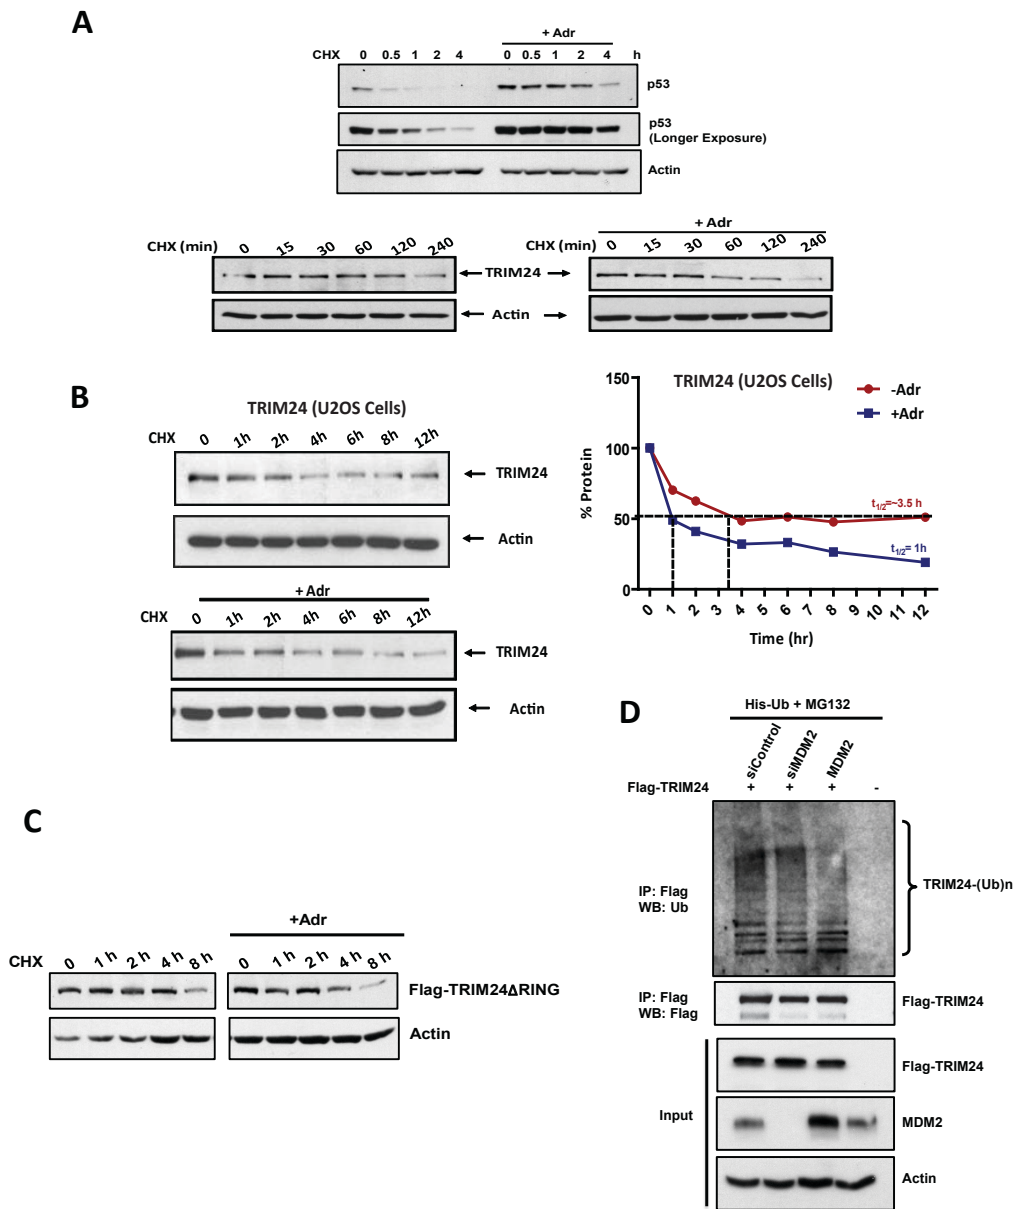 A
+ Adr
CHX 0 0.5 1 2 4 0 0.5 1 2 4 h
p53
p53
(Longer Exposure)
Actin
+ Adr
CHX (min) 0 15 30 60 120 240
CHX (min) 0 15 30 60 120 240
TRIM24
Actin
B
TRIM24 (U2OS Cells)
CHX 0 1h 2h 4h 6h 8h 12h
TRIM24
Actin
+ Adr
CHX 0 1h 2h 4h 6h 8h 12h
TRIM24
Actin
TRIM24 (U2OS Cells)
-Adr
+Adr
150
100
50
0
% Protein
t1/2=~3.5 h
t1/2= 1h
0 1 2 3 4 5 6 7 8 9 10 11 12
Time (hr)
C
+Adr
CHX 0 1 h 2 h 4 h 8 h 0 1 h 2 h 4 h 8 h
Flag-TRIM24ΔRING
Actin
D
His-Ub + MG132
siControl siMDM2 MDM2
Flag-TRIM24 + + + -
IP: Flag
WB: Ub
TRIM24-(Ub)n
IP: Flag
WB: Flag
Flag-TRIM24
Input
Flag-TRIM24
MDM2
Actin